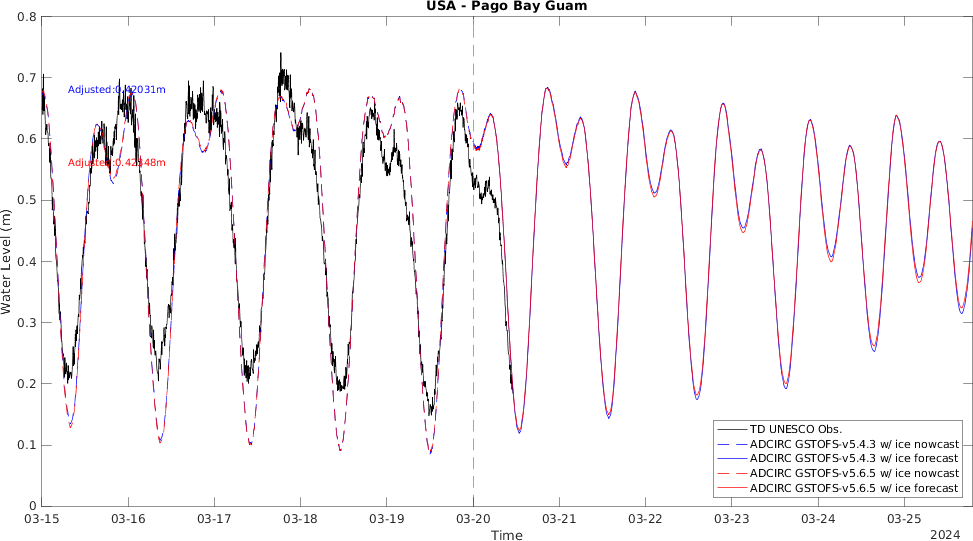 USA - Pago Bay Guam
0.8
0.7
0.6
0.5
0.4
0.3
0.2
0.1
0
Water Level (m)
Adjusted:0.42031m
TD UNESCO Obs.
ADCIRC GSTOFS-v5.4.3 w/ ice nowcast
ADCIRC GSTOFS-v5.4.3 w/ ice forecast
ADCIRC GSTOFS-v5.6.5 w/ ice nowcast
ADCIRC GSTOFS-v5.6.5 w/ ice forecast
03-15 03-16 03-17 03-18 03-19 03-20 03-21 03-22 03-23 03-24 03-25
Time
2024